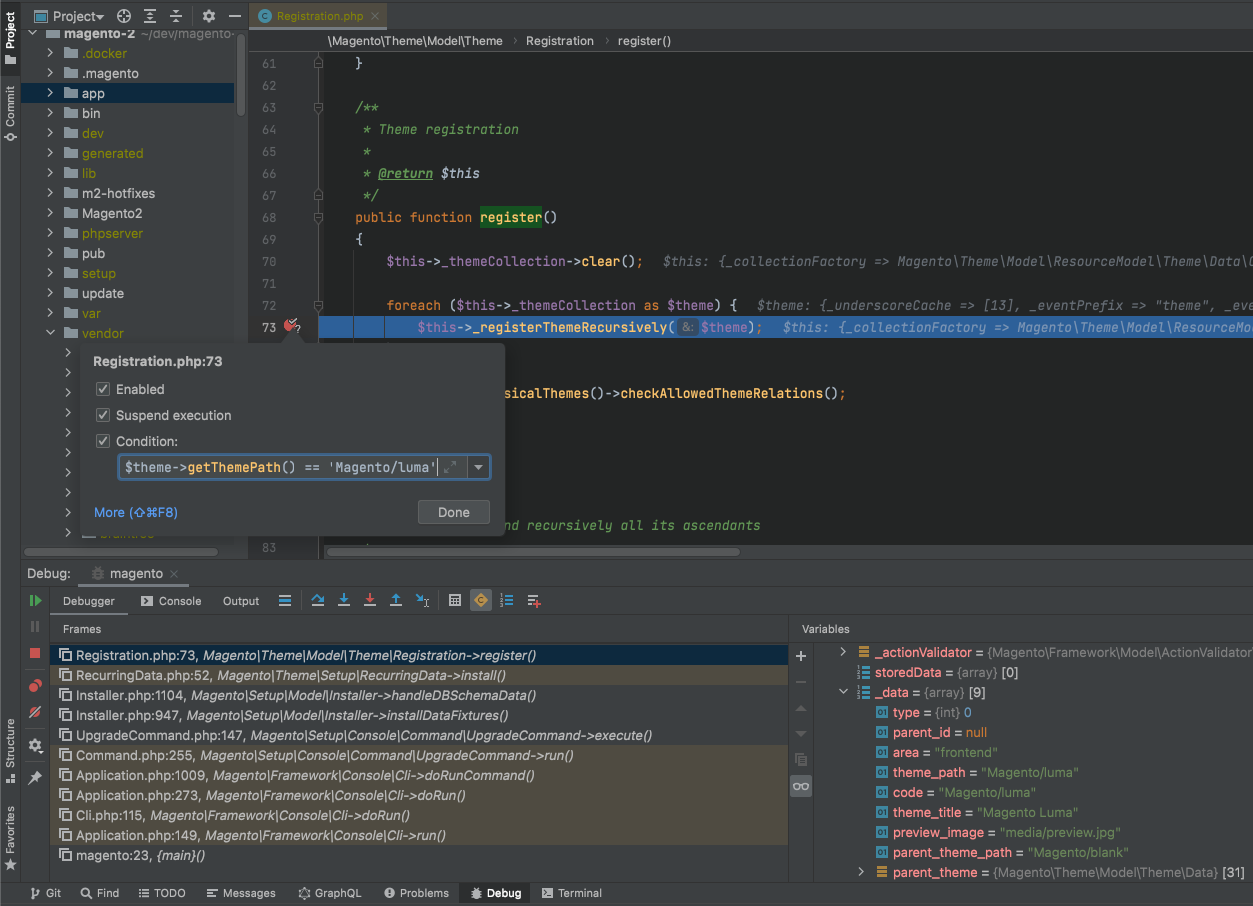 Project
Commit
Structure
Favorites
Project
magento-2 ~/dev/magento-
.docker
.magento
app
bin
dev
generated
lib
m2-hotfixes
Magento2
phpserver
pub
setup
update
var
vendor
Registration.php
\Magento\Theme\Model\Theme
Registration
register()
61 }
62
63 /**
64 * Theme registration
65 *
66 * @return $this
67 */
68 public function register()
69 {
70 $this->_themeCollection->clear(); $this: {_collectionFactory => Magento\Theme\Model\ResourceModel\Theme\Data\
71
72 foreach ($this->_themeCollection as $theme) { $theme: {_underscoreCache => [13], _eventPrefix => "theme", _eve
73 $this->_registerThemeRecursively( &: $theme); $this: {_collectionFactory => Magento\Theme\Model\ResourceMod
sicalThemes()->checkAllowedThemeRelations();
nd recursively all its ascendants
83
Registration.php:73
Enabled
Suspend execution
Condition:
$theme->getThemePath() == 'Magento/luma'
More (⇧⌘F8)
Done
Debug:
magento
Debugger
Console
Output
Frames
Registration.php:73, Magento|Theme|Model|Theme|Registration->register()
RecurringData.php:52, Magento|Theme|Setup|RecurringData->install()
Installer.php:1104, Magento|Setup|Model|Installer->handleDBSchemaData()
Installer.php:947, Magento|Setup|Model|Installer->installDataFixtures()
UpgradeCommand.php:147, Magento|Setup|Console|Command|UpgradeCommand->execute()
Command.php:255, Magento|Setup|Console|Command|UpgradeCommand->run()
Application.php:1009, Magento|Framework|Console|Cli->doRunCommand()
Application.php:273, Magento|Framework|Console|Cli->doRun()
Cli.php:115, Magento|Framework|Console|Cli->doRun()
Application.php:149, Magento|Framework|Console|Cli->run()
magento:23, {main}()
Variables
_actionValidator = {Magento\Framework\Model\ActionValidator
storedData = {array} [0]
_data = {array} [9]
type = {int} 0
parent_id = null
area = "frontend"
theme_path = "Magento/luma"
code = "Magento/luma"
theme_title = "Magento Luma"
preview_image = "media/preview.jpg"
parent_theme_path = "Magento/blank"
parent_theme = {Magento\Theme\Model\Theme\Data} [31]
Git
Find
TODO
Messages
GraphQL
Problems
Debug
Terminal